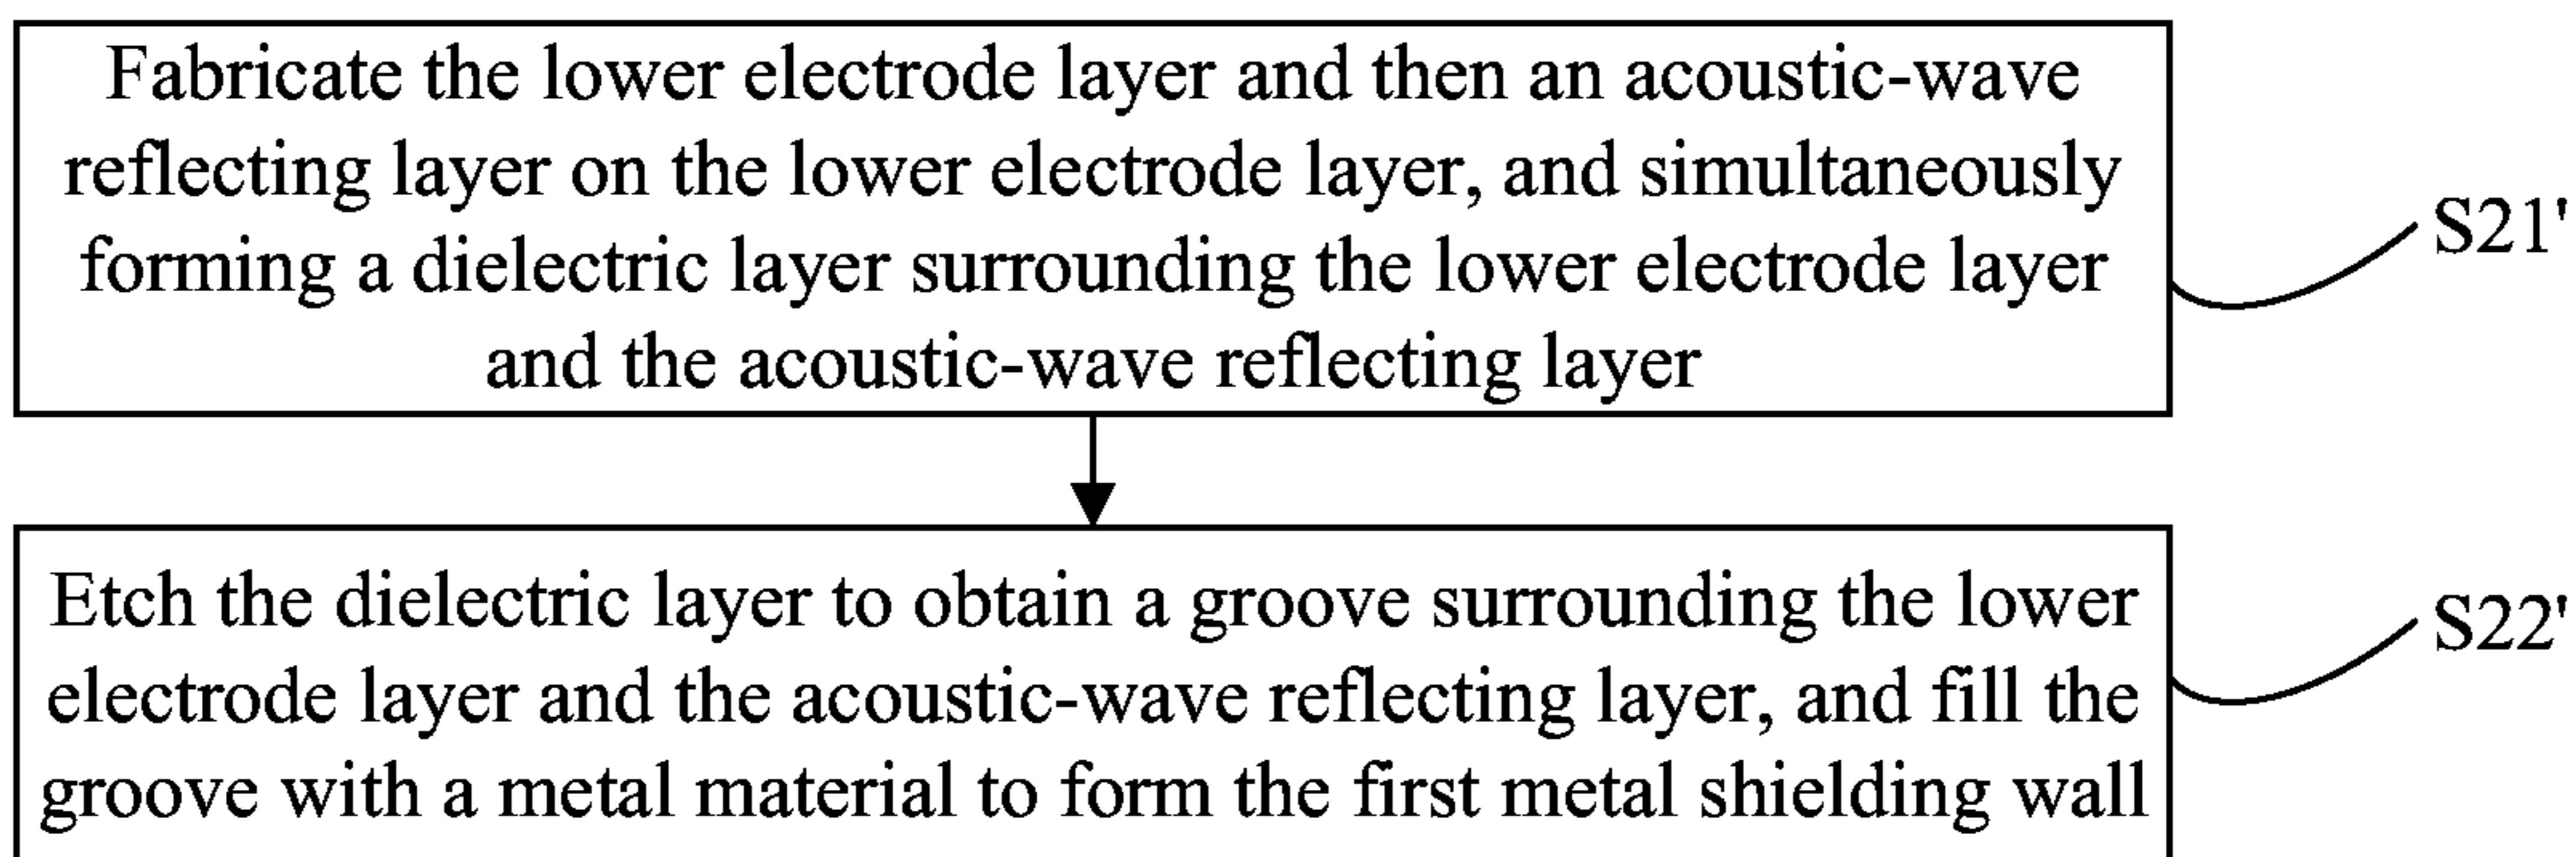 Fabricate the lower electrode layer and then an acoustic-wave
reflecting layer on the lower electrode layer, and simultaneously
forming a dielectric layer surrounding the lower electrode layer
and the acoustic-wave reflecting layer
S21'
Etch the dielectric layer to obtain a groove surrounding the lower
electrode layer and the acoustic-wave reflecting layer, and fill the
groove with a metal material to form the first metal shielding wall
S22'